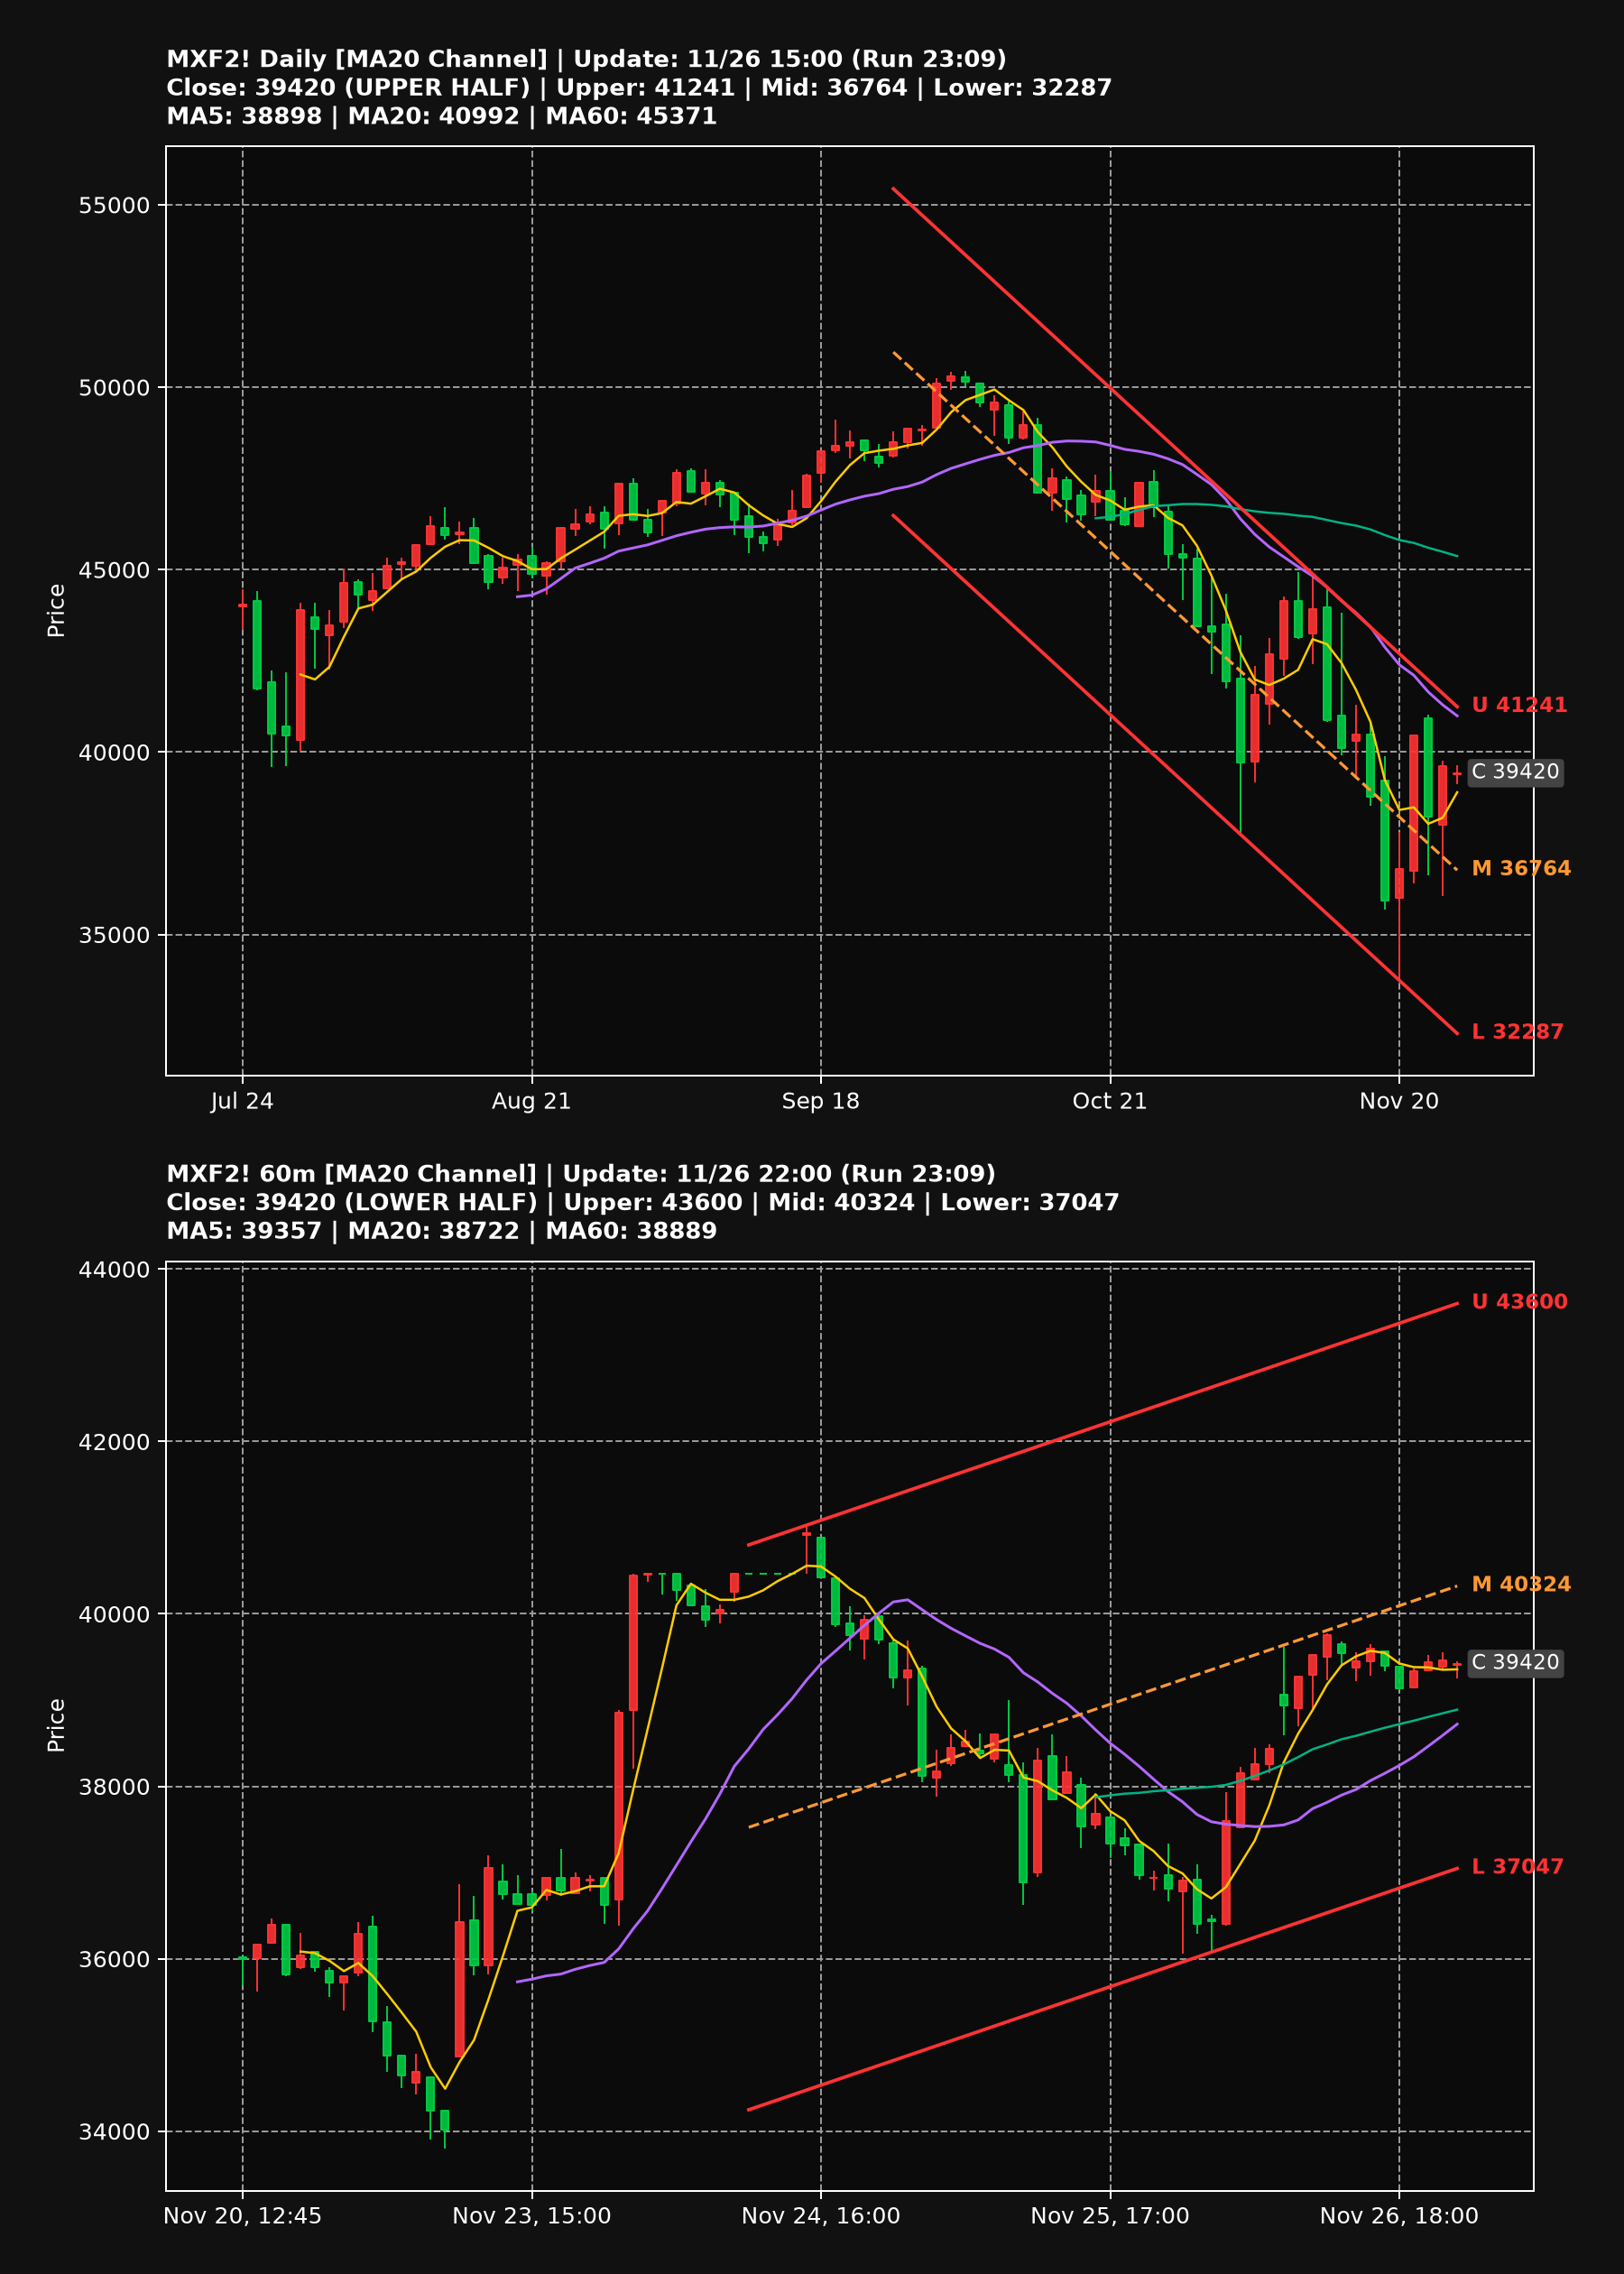 MXF2! Daily [MA20 Channel] | Update: 11/26 15:00 (Run 23:09)
Close: 39420 (UPPER HALF) | Upper: 41241 | Mid: 36764 | Lower: 32287
MA5: 38898 | MA20: 40992 | MA60: 45371
55000
50000
45000
40000
35000
Price
U 41241
C 39420
M 36764
L 32287
Jul 24
Aug 21
Sep 18
Oct 21
Nov 20
MXF2! 60m [MA20 Channel] | Update: 11/26 22:00 (Run 23:09)
Close: 39420 (LOWER HALF) | Upper: 43600 | Mid: 40324 | Lower: 37047
MA5: 39357 | MA20: 38722 | MA60: 38889
44000
42000
40000
38000
36000
34000
Price
U 43600
M 40324
C 39420
L 37047
Nov 20, 12:45
Nov 23, 15:00
Nov 24, 16:00
Nov 25, 17:00
Nov 26, 18:00